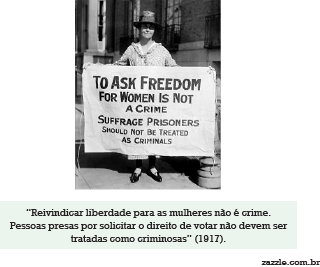 TO ASK FREEDOM
FOR WOMEN IS NOT
A CRIME
SUFFRAGE PRISONERS
SHOULD NOT BE TREATED
AS CRIMINALS
“Reivindicar liberdade para as mulheres não é crime.
Pessoas presas por solicitar o direito de votar não devem ser
tratadas como criminosas” (1917).
zazzle.com.br